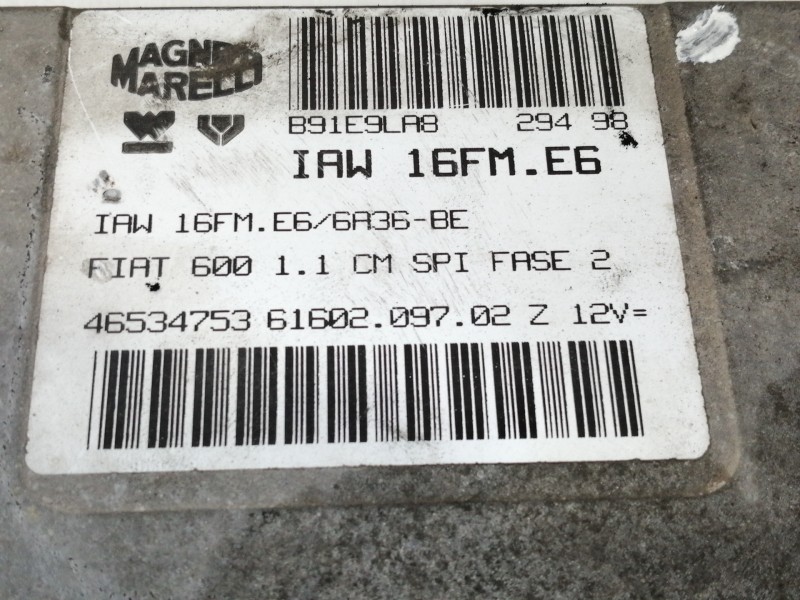 MAGNETI
MARELLI
B91E9LA8 294 98
IAW 16FM.E6
IAW 16FM.E6/6A36-BE
FIAT 600 1.1 CM SPI FASE 2
46534753 61602.097.02 Z 12V=